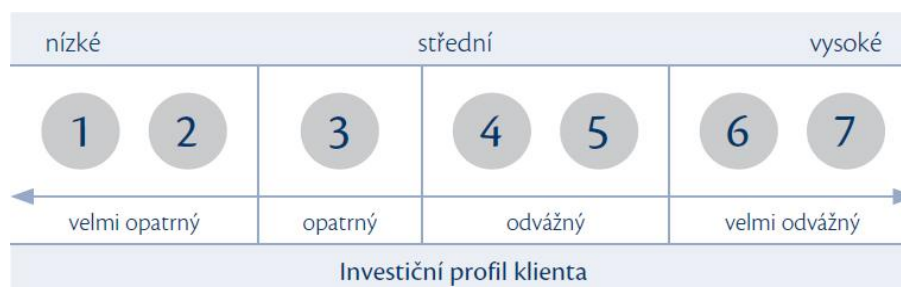 nízké střední vysoké
1 2 3 4 5 6 7
velmi opatrný opatrný odvážný velmi odvážný
Investiční profil klienta